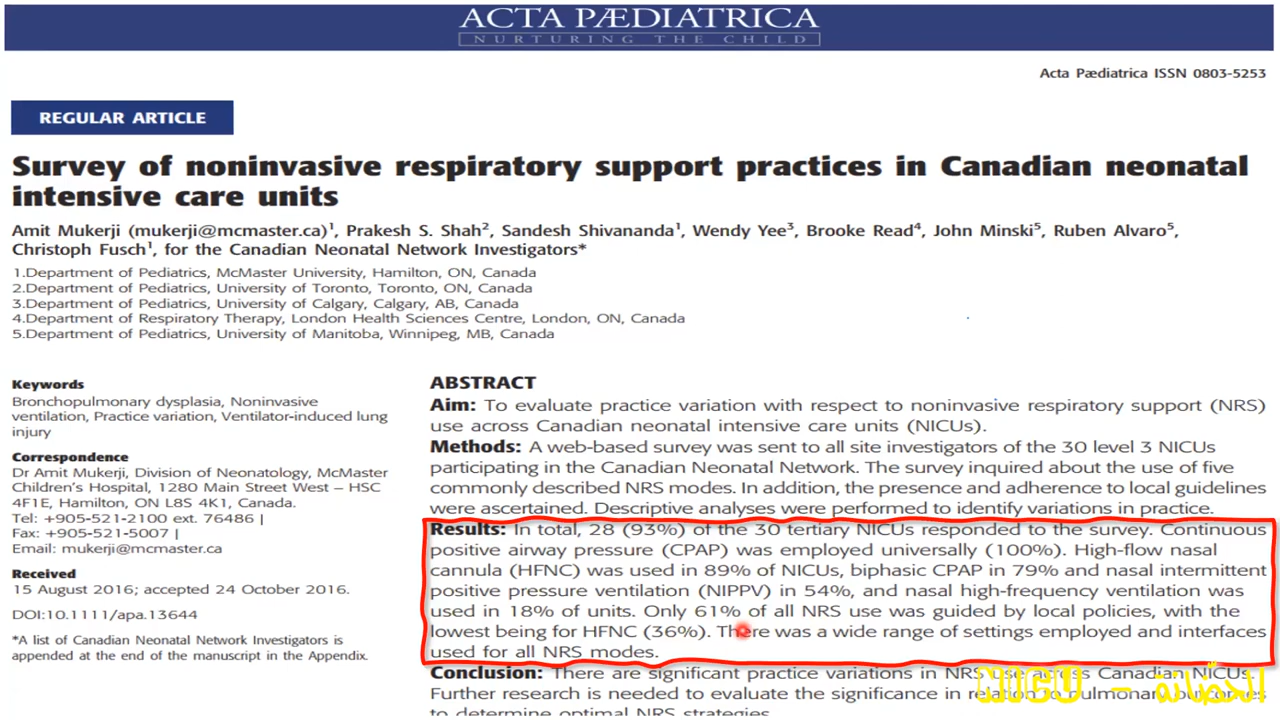 ACTA PÆDIATRICA
NURTURING THE CHILD
Acta Pædiatrica ISSN 0803-5253
REGULAR ARTICLE
Survey of noninvasive respiratory support practices in Canadian neonatal
intensive care units
Amit Mukerji (mukerji@mcmaster.ca)1, Prakesh S. Shah2, Sandesh Shivananda1, Wendy Yee3, Brooke Read4, John Minski5, Ruben Alvaro5,
Christoph Fusch1, for the Canadian Neonatal Network Investigators*
1.Department of Pediatrics, McMaster University, Hamilton, ON, Canada
2.Department of Pediatrics, University of Toronto, Toronto, ON, Canada
3.Department of Pediatrics, University of Calgary, Calgary, AB, Canada
4.Department of Respiratory Therapy, London Health Sciences Centre, London, ON, Canada
5.Department of Pediatrics, University of Manitoba, Winnipeg, MB, Canada
Keywords
Bronchopulmonary dysplasia, Noninvasive
ventilation, Practice variation, Ventilator-induced lung
injury
Correspondence
Dr Amit Mukerji, Division of Neonatology, McMaster
Children's Hospital, 1280 Main Street West – HSC
4F1E, Hamilton, ON L8S 4K1, Canada.
Tel: +905-521-2100 ext. 76486 |
Fax: +905-521-5007 |
Email: mukerji@mcmaster.ca
Received
15 August 2016; accepted 24 October 2016.
DOI:10.1111/apa.13644
*A list of Canadian Neonatal Network Investigators is
appended at the end of the manuscript in the Appendix.
ABSTRACT
Aim: To evaluate practice variation with respect to noninvasive respiratory support (NRS)
use across Canadian neonatal intensive care units (NICUs).
Methods: A web-based survey was sent to all site investigators of the 30 level 3 NICUs
participating in the Canadian Neonatal Network. The survey inquired about the use of five
commonly described NRS modes. In addition, the presence and adherence to local guidelines
were ascertained. Descriptive analyses were performed to identify variations in practice.
Results: In total, 28 (93%) of the 30 tertiary NICUs responded to the survey. Continuous
positive airway pressure (CPAP) was employed universally (100%). High-flow nasal
cannula (HFNC) was used in 89% of NICUs, biphasic CPAP in 79% and nasal intermittent
positive pressure ventilation (NIPPV) in 54%, and nasal high-frequency ventilation was
used in 18% of units. Only 61% of all NRS use was guided by local policies, with the
lowest being for HFNC (36%). There was a wide range of settings employed and interfaces
used for all NRS modes.
Conclusion: There are significant practice variations in NRS use across Canadian NICUs.
Further research is needed to evaluate the significance in relation to pulmonary outcomes
to determine optimal NRS strategies.
NICU - الحضانة